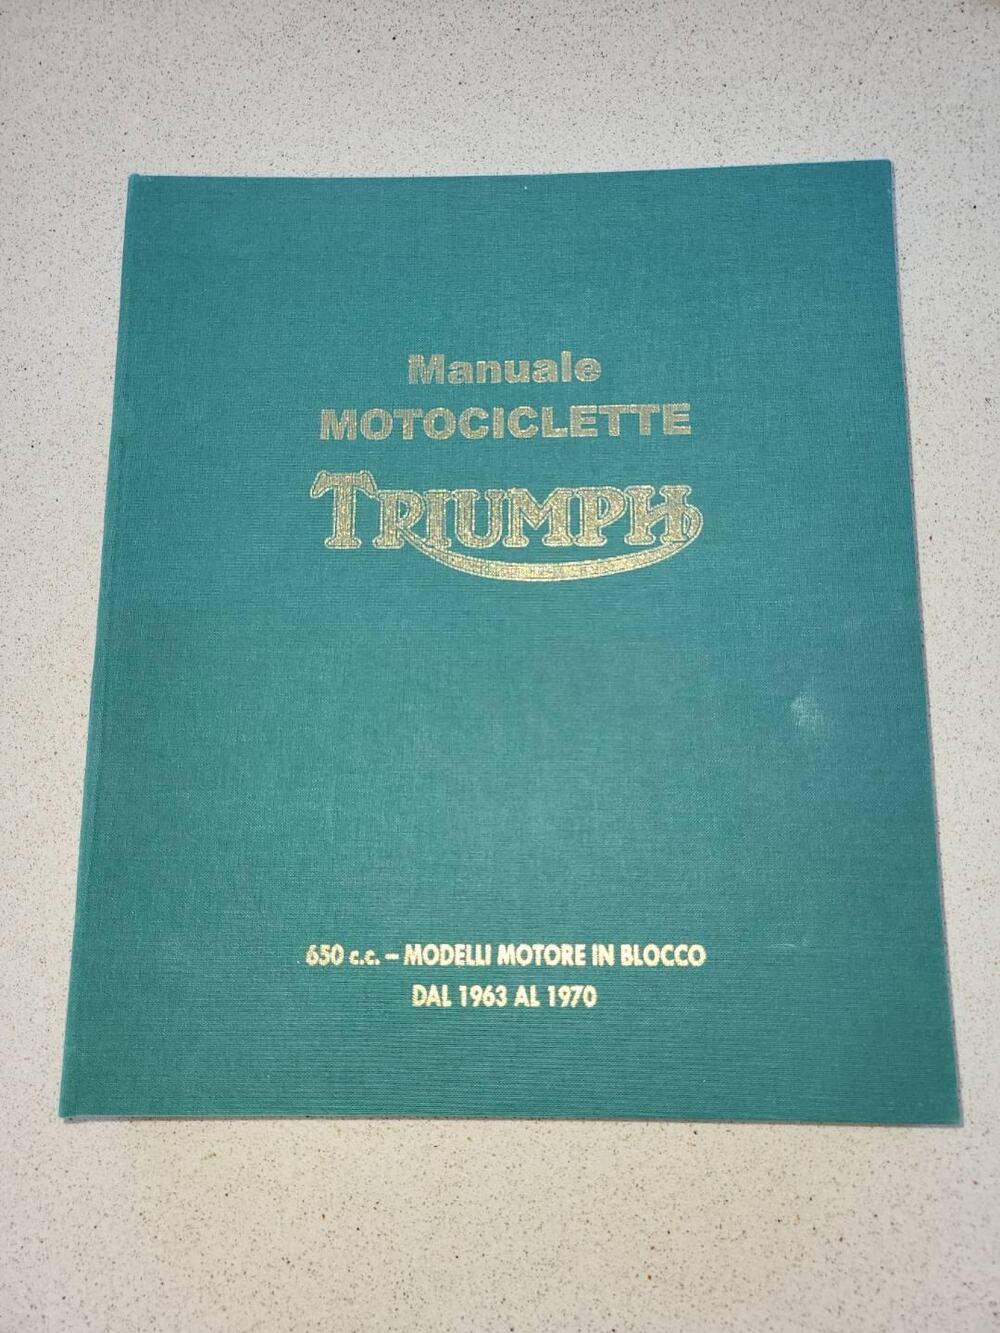 Manuale
MOTOCICLETTE
TRIUMPH
650 c.c. – MODELLI MOTORE IN BLOCCO
DAL 1963 AL 1970